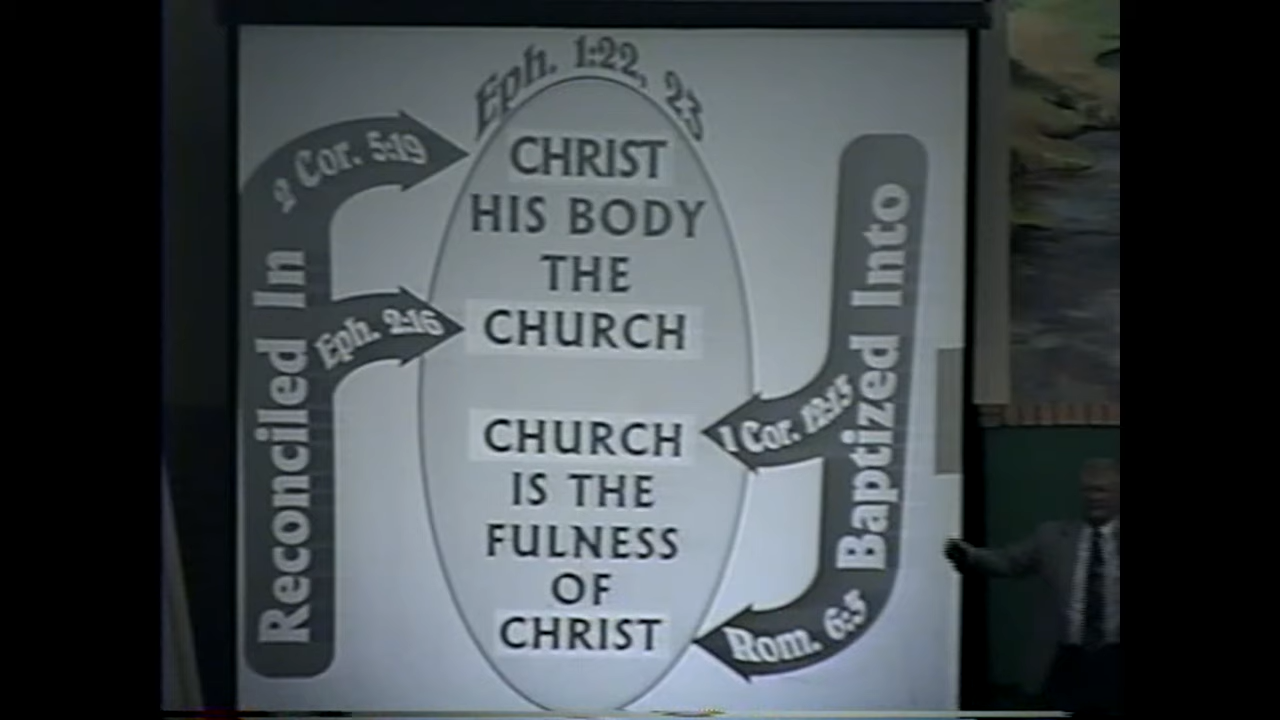 Eph. 1:22, 23
CHRIST
HIS BODY
THE
CHURCH
CHURCH
IS THE
FULNESS
OF
CHRIST
Reconciled In
2 Cor. 5:19
Eph. 2:16
Baptized Into
1 Cor. 12:13
Rom. 6:3